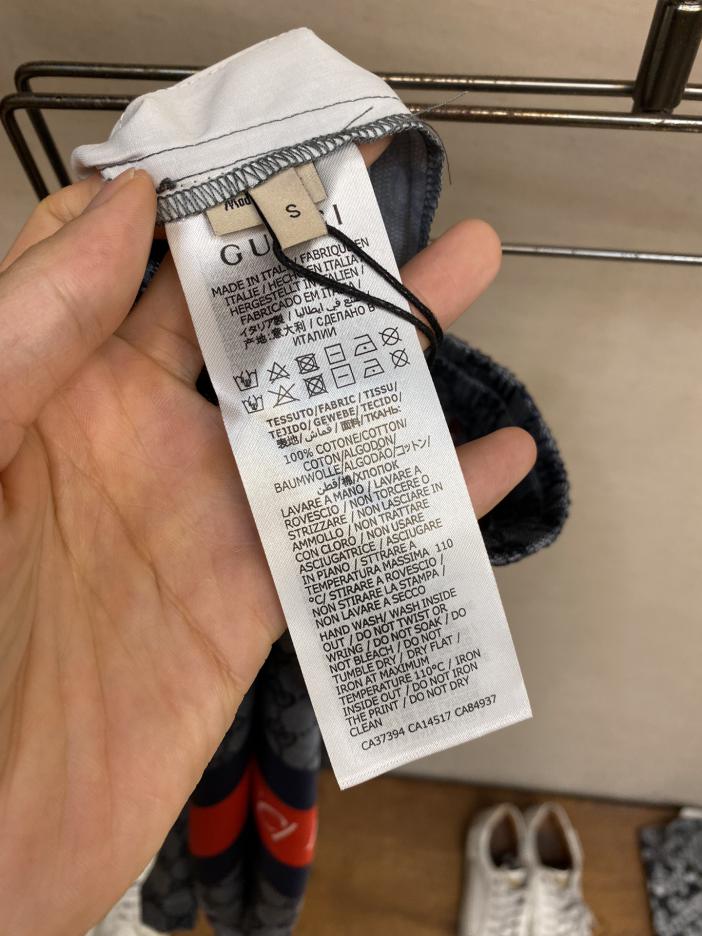 S
GU I
MADE IN ITALY / FABRIQUÉ EN
ITALIE / HECHO EN ITALIA /
HERGESTELLT IN ITALIEN /
FABRICADO EM ITÁLIA /
イタリア製 / صنع في إيطاليا /
产地:意大利 / СДЕЛАНО В
ИТАЛИИ
TESSUTO/FABRIC/TISSU/
TEJIDO/GEWEBE/TECIDO/
表地/قماش/面料/ТКАНЬ:
100% COTONE/COTTON/
COTON/ALGODON/
BAUMWOLLE/ALGODÃO/コットン/
قطن/棉/ХЛОПОК
LAVARE A MANO / LAVARE A
ROVESCIO / NON TORCERE O
STRIZZARE / NON LASCIARE IN
AMMOLLO / NON TRATTARE
CON CLORO / NON USARE
ASCIUGATRICE / ASCIUGARE
IN PIANO / STIRARE A
TEMPERATURA MASSIMA 110
°C/ STIRARE A ROVESCIO /
NON STIRARE LA STAMPA /
NON LAVARE A SECCO
HAND WASH/ WASH INSIDE
OUT / DO NOT TWIST OR
WRING / DO NOT SOAK / DO
NOT BLEACH / DO NOT
TUMBLE DRY / DRY FLAT /
IRON AT MAXIMUM
TEMPERATURE 110°C / IRON
INSIDE OUT / DO NOT IRON
THE PRINT / DO NOT DRY
CLEAN
CA37394 CA14517 CA84937